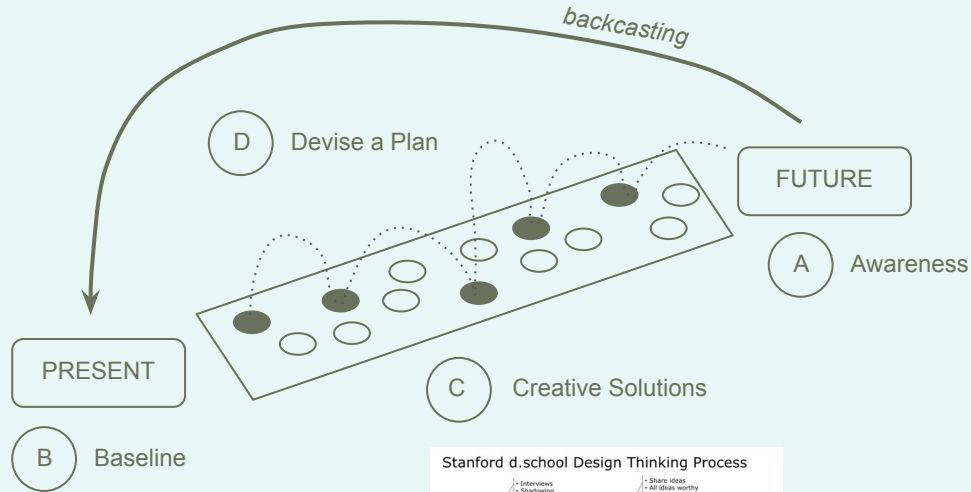 backcasting
D Devise a Plan
FUTURE
A Awareness
PRESENT
C Creative Solutions
B Baseline
Stanford d.school Design Thinking Process
• Interviews
• Shadowing
• Share ideas
• All ideas worthy